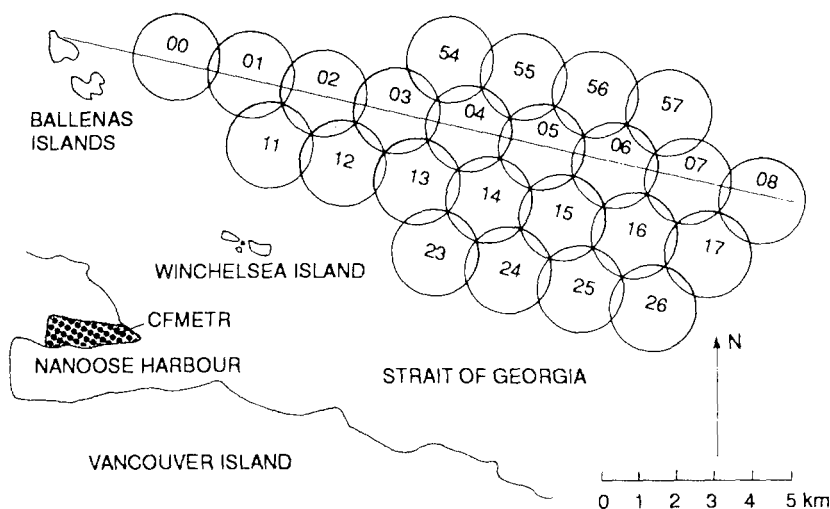 00
01
02
03
04
05
06
07
08
54
55
56
57
11
12
13
14
15
16
17
23
24
25
26
BALLENAS
ISLANDS
WINCHELSEA ISLAND
CFMETR
NANOOSE HARBOUR
STRAIT OF GEORGIA
VANCOUVER ISLAND
N
0 1 2 3 4 5 km